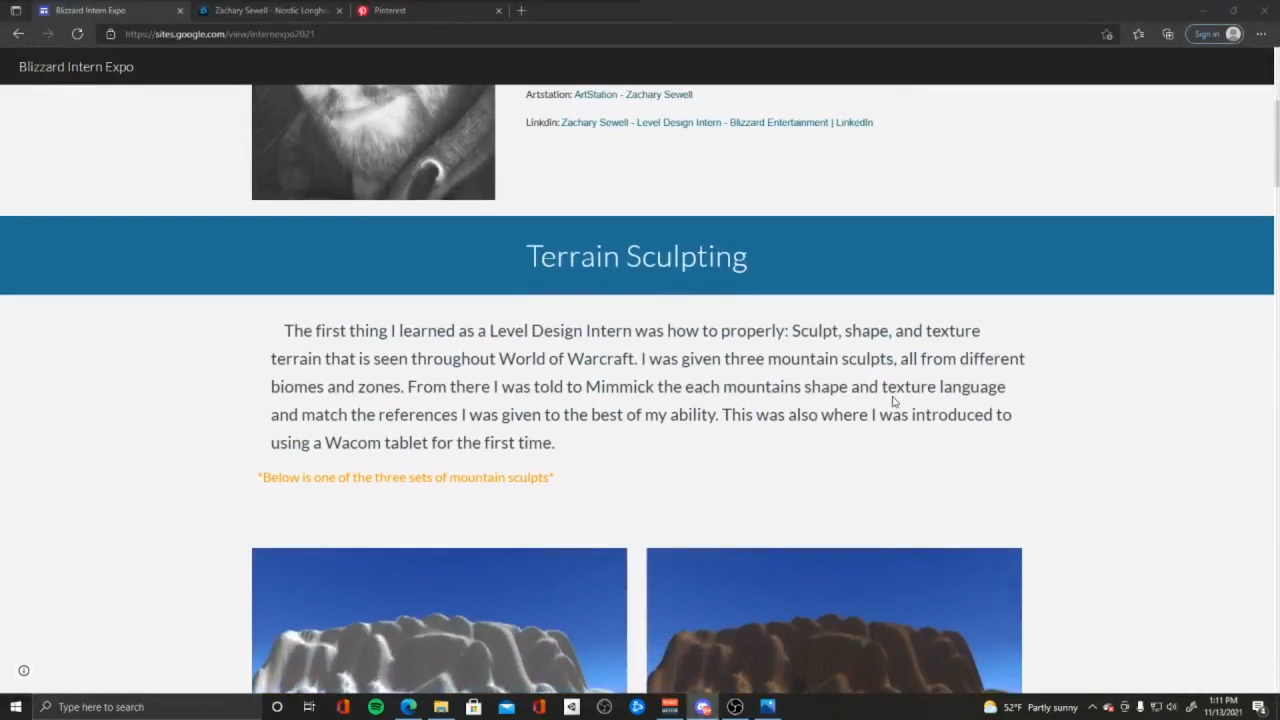 Blizzard Intern Expo
Zachary Sewell - Nordic Longho
Pinterest
https://sites.google.com/view/internexpo2021
Sign in
Blizzard Intern Expo
Artstation: ArtStation - Zachary Sewell
Linkdin: Zachary Sewell - Level Design Intern - Blizzard Entertainment | LinkedIn
Terrain Sculpting
The first thing I learned as a Level Design Intern was how to properly: Sculpt, shape, and texture
terrain that is seen throughout World of Warcraft. I was given three mountain sculpts, all from different
biomes and zones. From there I was told to Mimmick the each mountains shape and texture language
and match the references I was given to the best of my ability. This was also where I was introduced to
using a Wacom tablet for the first time.
*Below is one of the three sets of mountain sculpts*
Type here to search
52°F Partly sunny
1:11 PM
11/13/2021